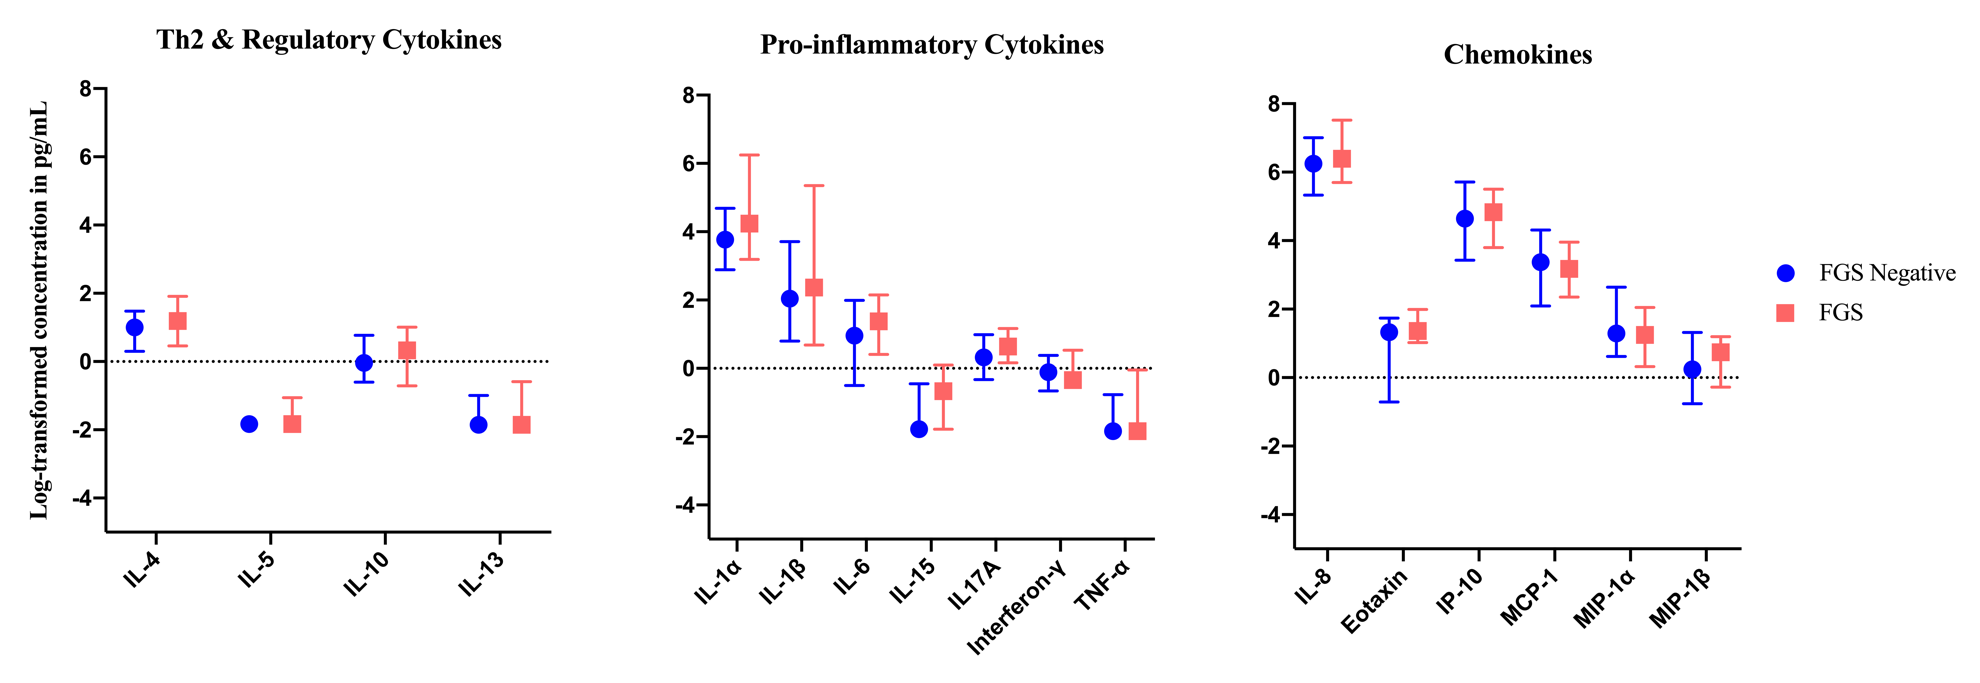 Th2 & Regulatory Cytokines
Log-transformed concentration in pg/mL
8
6
4
2
0
-2
-4
IL-4
IL-5
IL-10
IL-13
Pro-inflammatory Cytokines
8
6
4
2
0
-2
-4
IL-1α
IL-1β
IL-6
IL-15
IL17A
Interferon-γ
TNF-α
Chemokines
8
6
4
2
0
-2
-4
IL-8
Eotaxin
IP-10
MCP-1
MIP-1α
MIP-1β
FGS Negative
FGS